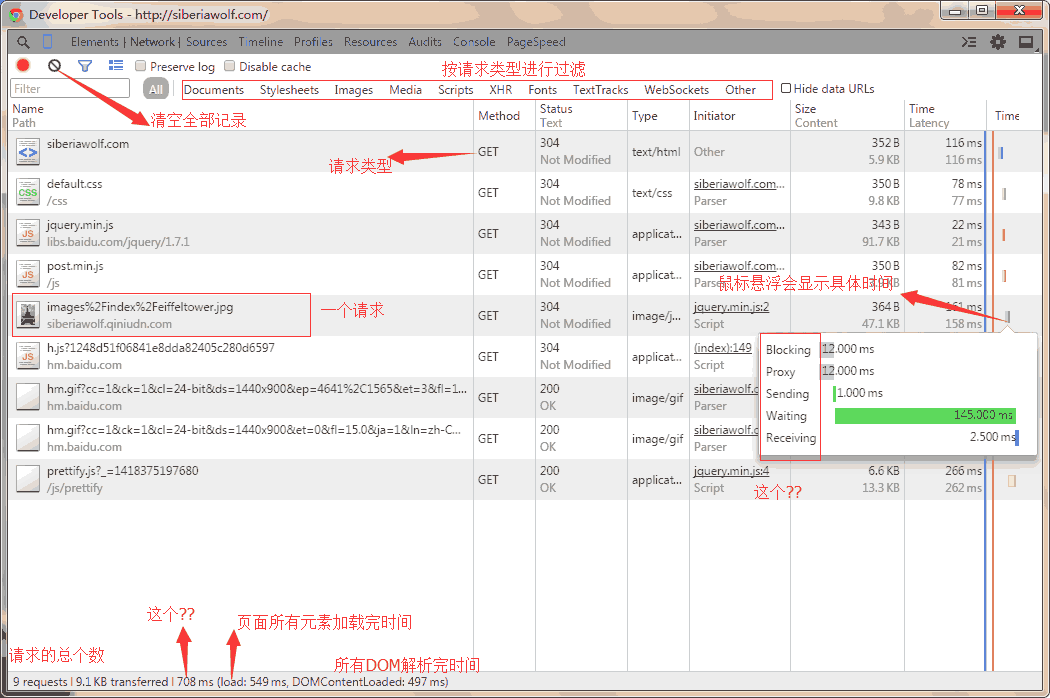 Developer Tools - http://siberiawolf.com/
Elements Network Sources Timeline Profiles Resources Audits Console PageSpeed
Preserve log Disable cache
按请求类型进行过滤
Filter All Documents Stylesheets Images Media Scripts XHR Fonts TextTracks WebSockets Other Hide data URLs
Name Method Status Type Initiator Size Time Time
Path Text Content Latency
清空全部记录
siberiawolf.com GET 304 text/html Other 352 B 116 ms
Not Modified 5.9 KB 116 ms
请求类型
default.css GET 304 text/css siberiawolf.com... 350 B 78 ms
/css Not Modified Parser 9.8 KB 77 ms
jquery.min.js GET 304 applicat... siberiawolf.com... 343 B 22 ms
libs.baidu.com/jquery/1.7.1 Not Modified Parser 91.7 KB 21 ms
post.min.js GET 304 applicat... siberiawolf.com... 350 B 82 ms
/js Not Modified Parser 81 ms
鼠标悬浮会显示具体时间
images%2Findex%2Feiffeltower.jpg GET 304 image/j... jquery.min.js:2 364 B 161 ms
siberiawolf.qiniudn.com Not Modified Script 47.1 KB 158 ms
一个请求
h.js?1248d51f06841e8dda82405c280d6597 GET 304 applicat... (index):149
hm.baidu.com Not Modified Script
hm.gif?cc=1&ck=1&cl=24-bit&ds=1440x900&ep=4641%2C1565&et=3&fl=1... GET 200 image/gif siberiawolf.c
hm.baidu.com OK Parser
hm.gif?cc=1&ck=1&cl=24-bit&ds=1440x900&et=0&fl=15.0&ja=1&ln=zh-C... GET 200 image/gif siberiawolf.c
hm.baidu.com OK Parser
Blocking 12.000 ms
Proxy 12.000 ms
Sending 1.000 ms
Waiting 145.000 ms
Receiving 2.500 ms
prettify.js?_=1418375197680 GET 200 applicat... jquery.min.js:4 6.6 KB 266 ms
/js/prettify OK Script 13.3 KB 262 ms
这个??
这个??
页面所有元素加载完时间
请求的总个数
所有DOM解析完时间
9 requests | 9.1 KB transferred | 708 ms (load: 549 ms, DOMContentLoaded: 497 ms)